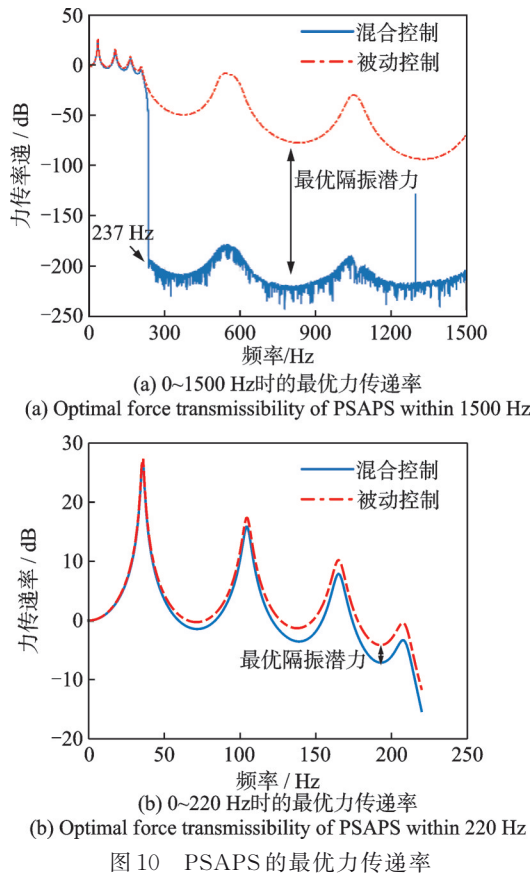 混合控制
被动控制
50
0
−50
−100
−150
−200
−250
力传率递 / dB
最优隔振潜力
237 Hz
0
300
600
900
1200
1500
频率/Hz
(a) 0~1500 Hz时的最优力传递率
(a) Optimal force transmissibility of PSAPS within 1500 Hz
混合控制
被动控制
30
20
10
0
−10
−20
力传递率 / dB
最优隔振潜力
0
50
100
150
200
250
频率 / Hz
(b) 0~220 Hz时的最优力传递率
(b) Optimal force transmissibility of PSAPS within 220 Hz
图10 PSAPS的最优力传递率